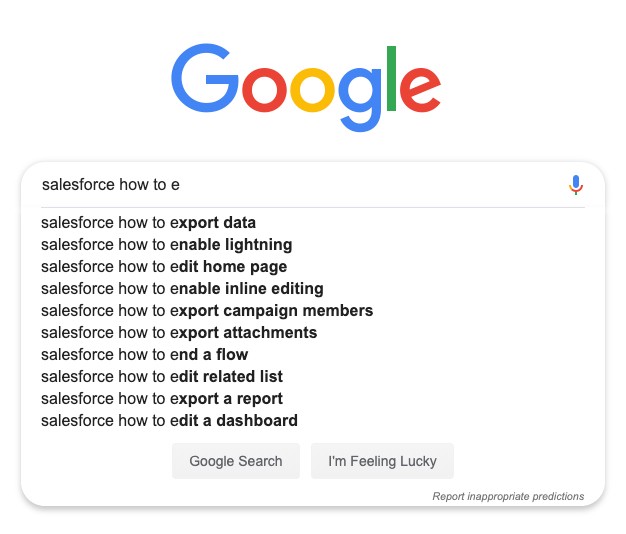 Google
salesforce how to e
salesforce how to export data
salesforce how to enable lightning
salesforce how to edit home page
salesforce how to enable inline editing
salesforce how to export campaign members
salesforce how to export attachments
salesforce how to end a flow
salesforce how to edit related list
salesforce how to export a report
salesforce how to edit a dashboard
Google Search I'm Feeling Lucky
Report inappropriate predictions